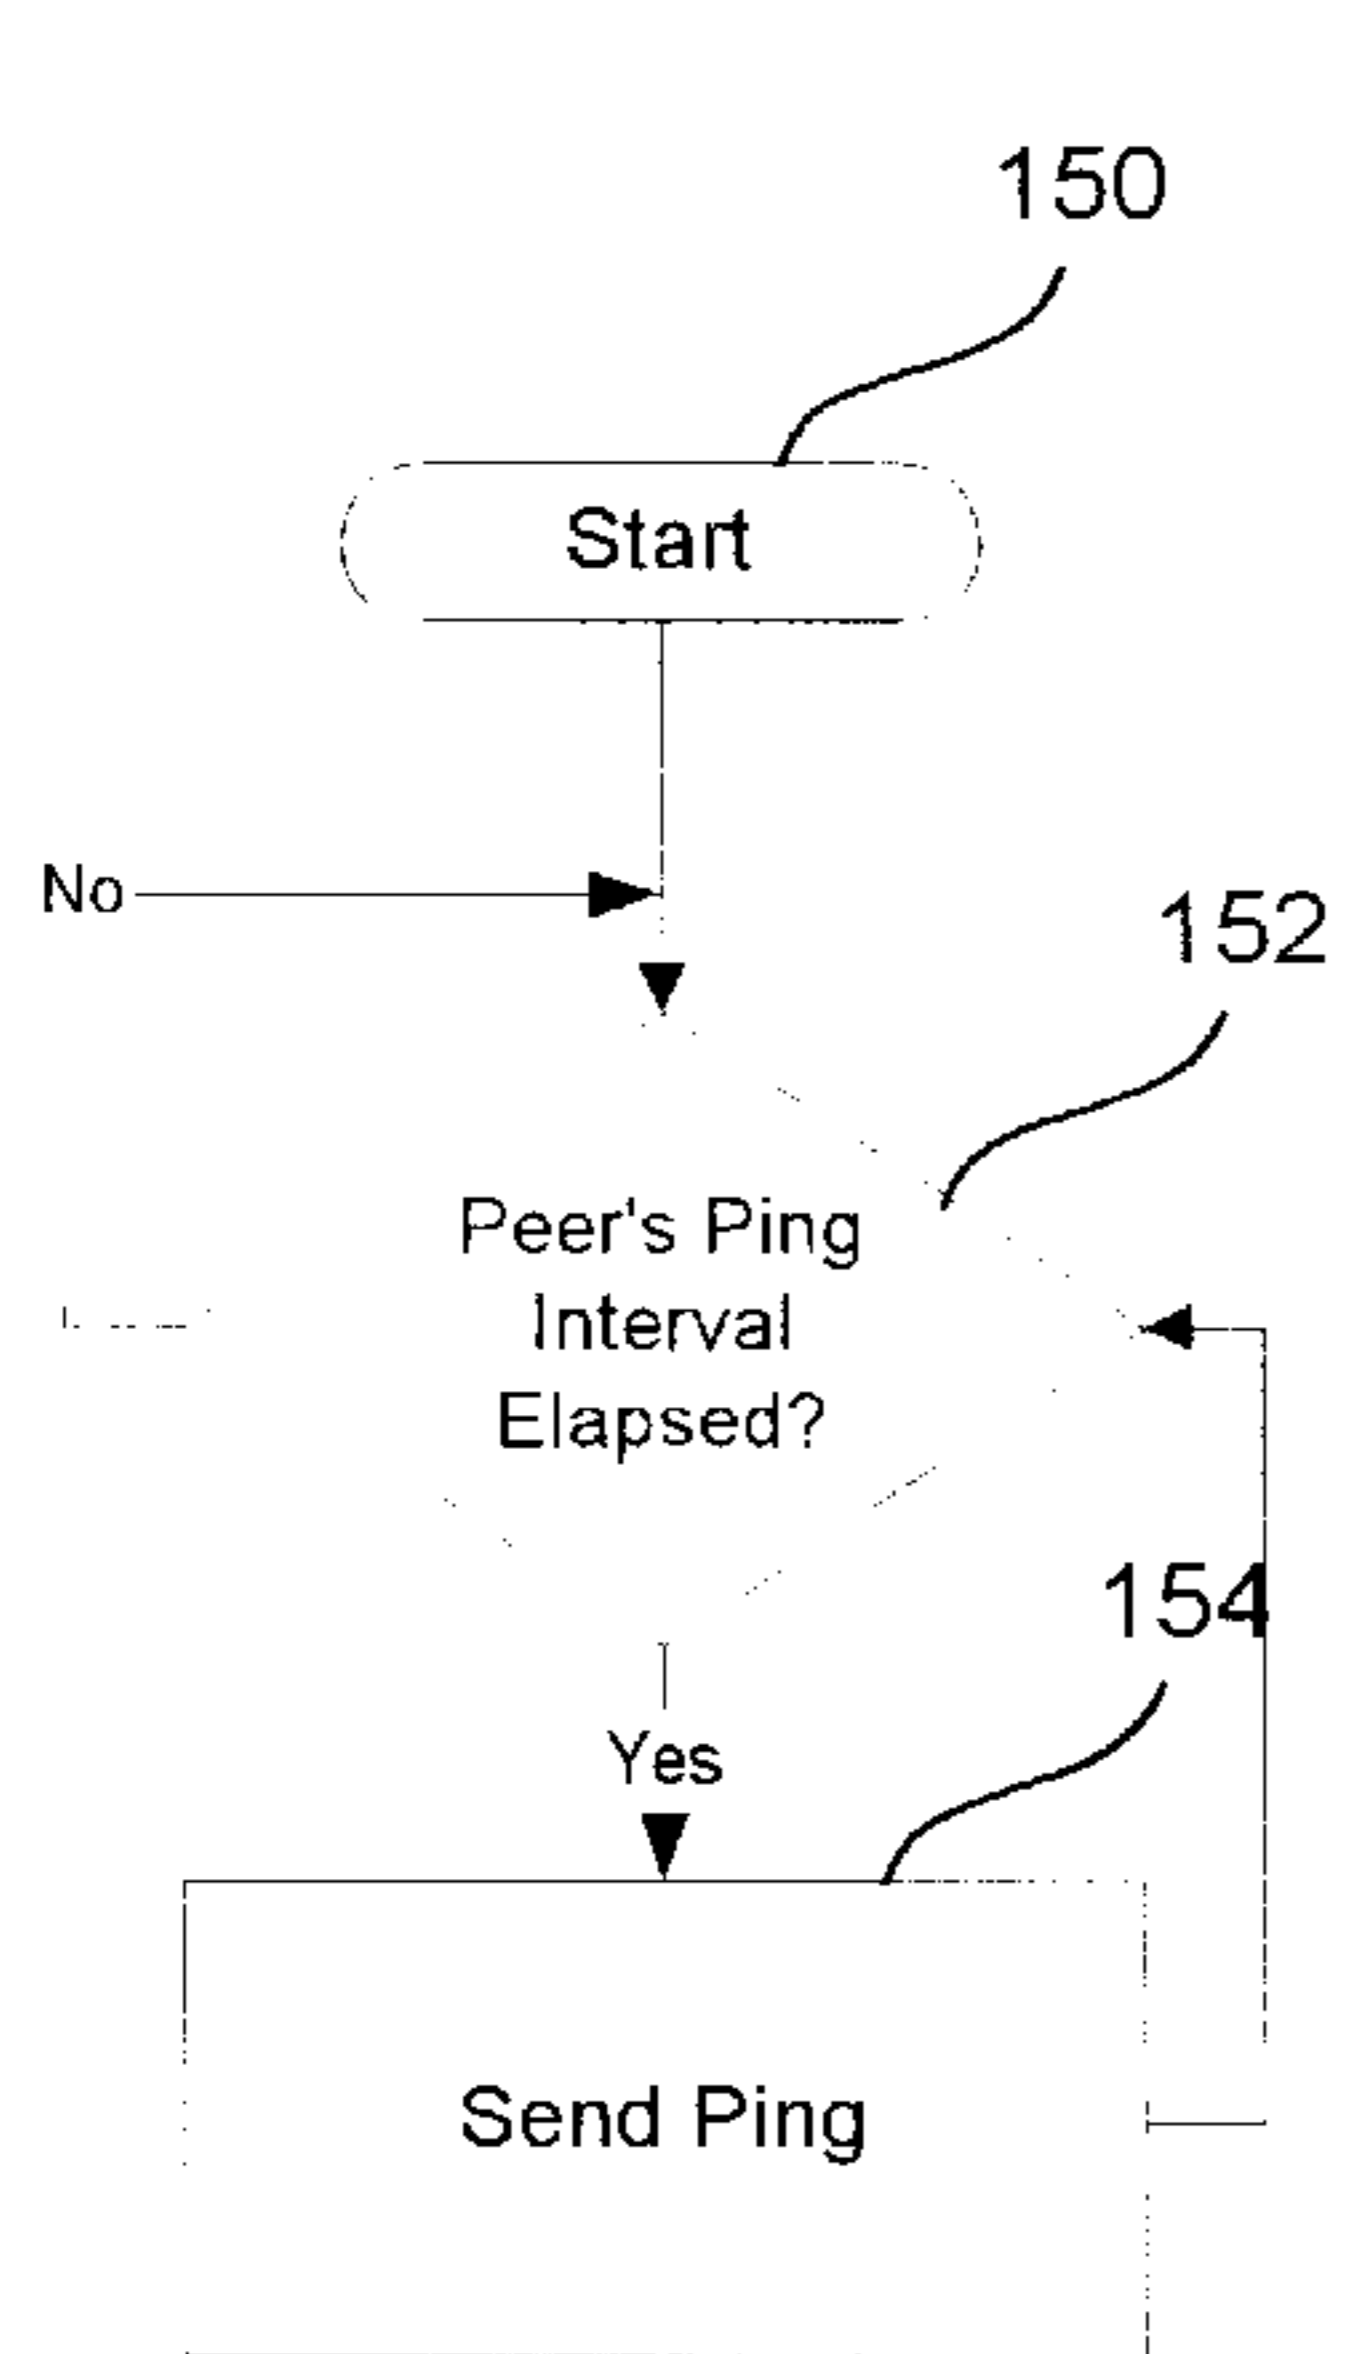 150
Start
No
152
Peer's Ping
Interval
Elapsed?
154
Yes
Send Ping